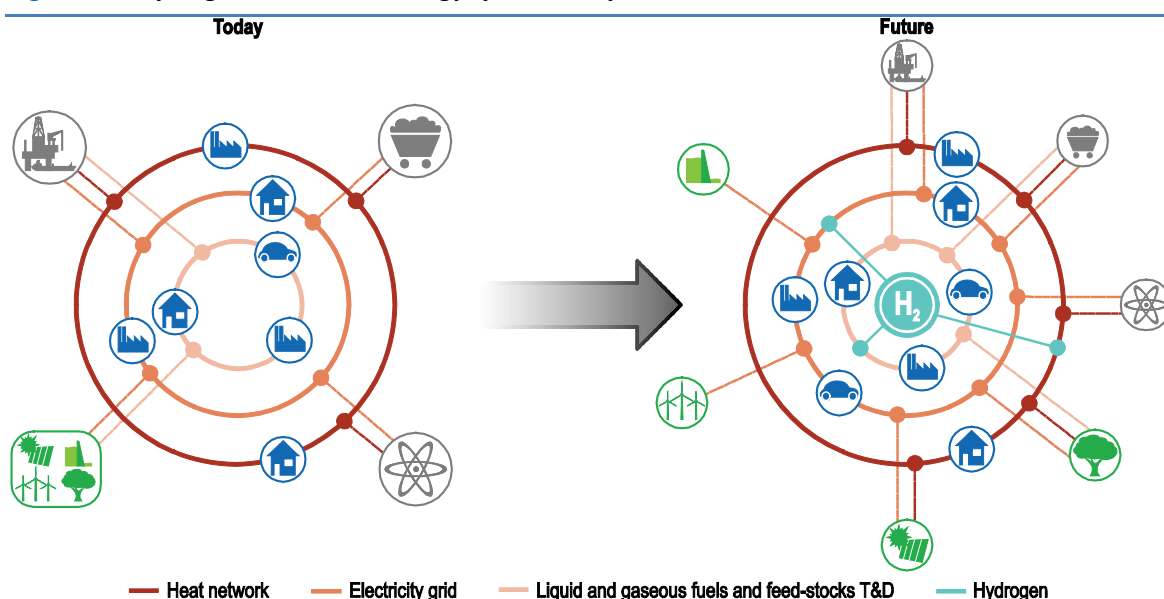 Today
Future
H2
Heat network
Electricity grid
Liquid and gaseous fuels and feed-stocks T&D
Hydrogen